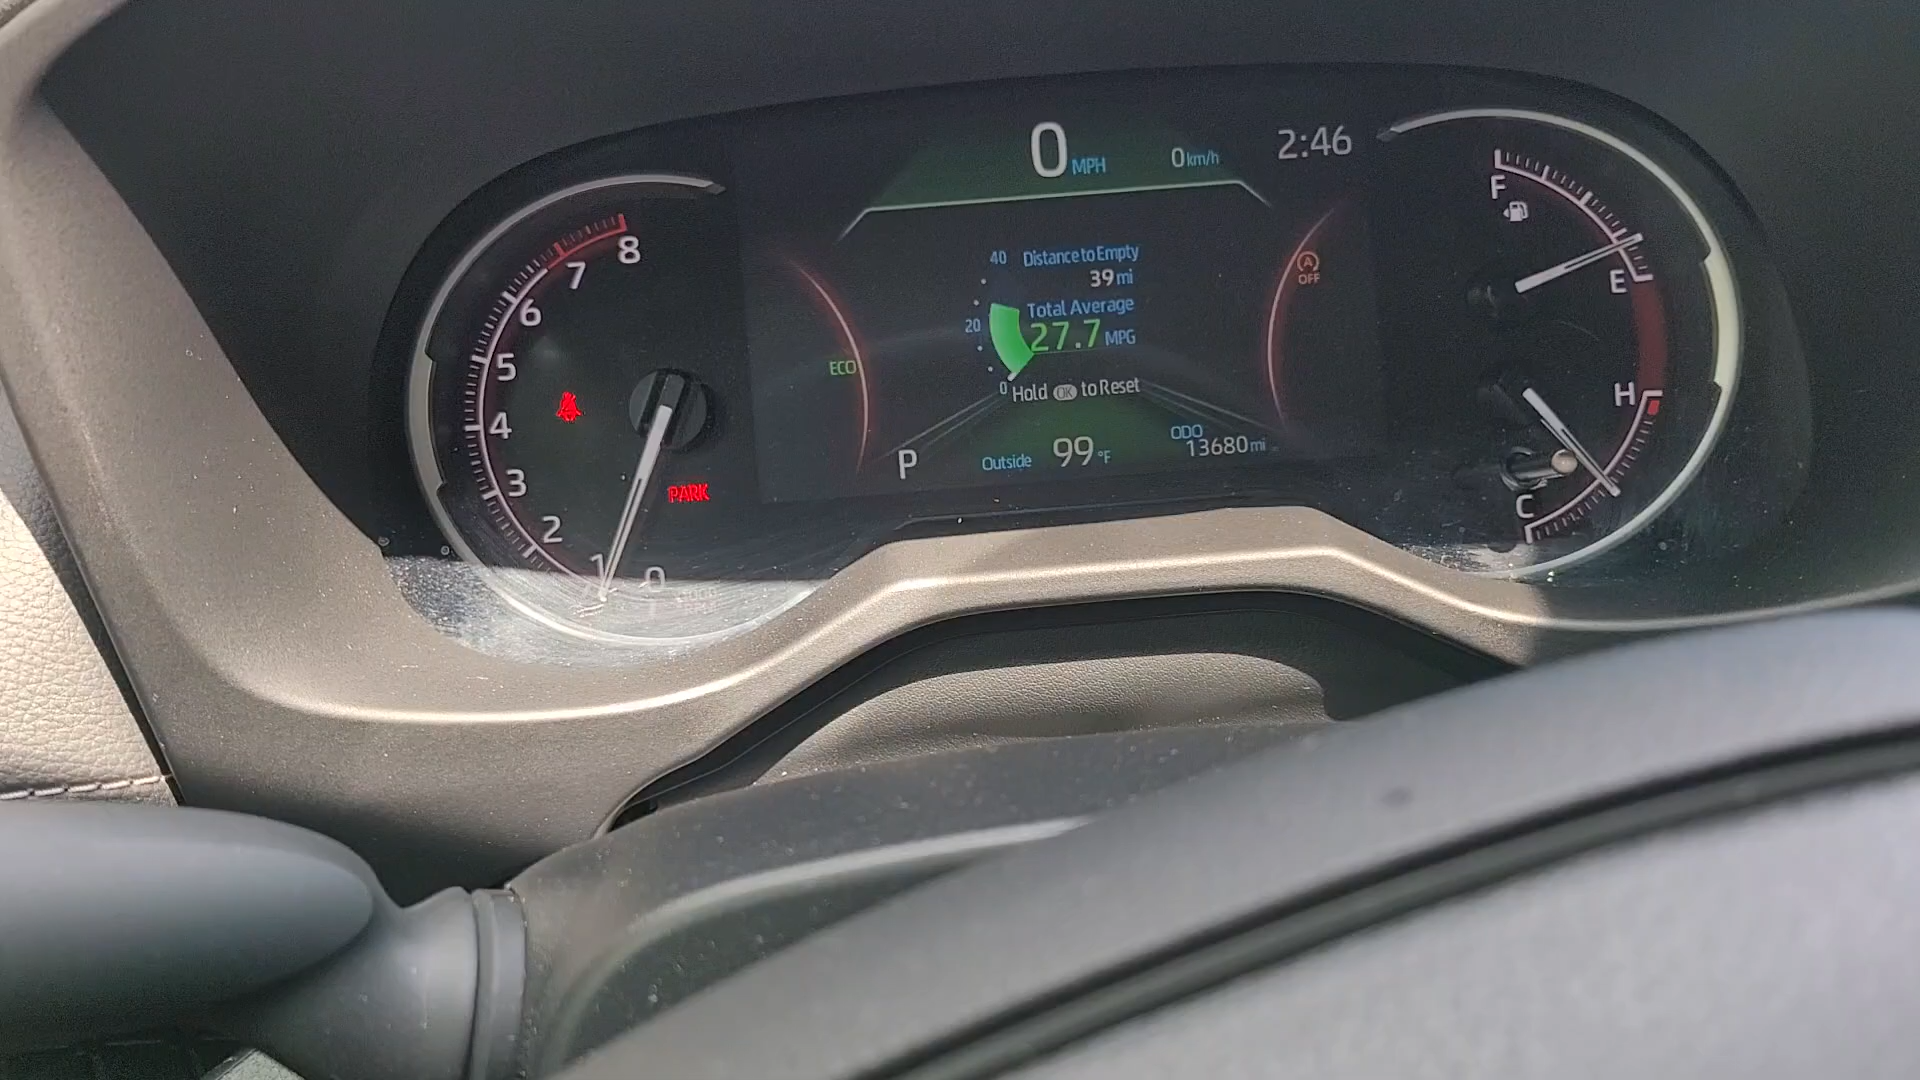 0 MPH 0 km/h 2:46
8
7
6
5
4
3
2
1
0
x1000
RPM
PARK
ECO
40 Distance to Empty
39 mi
Total Average
20 27.7 MPG
0 Hold OK to Reset
P Outside 99 °F ODO
13680 mi
A
OFF
F
E
H
C